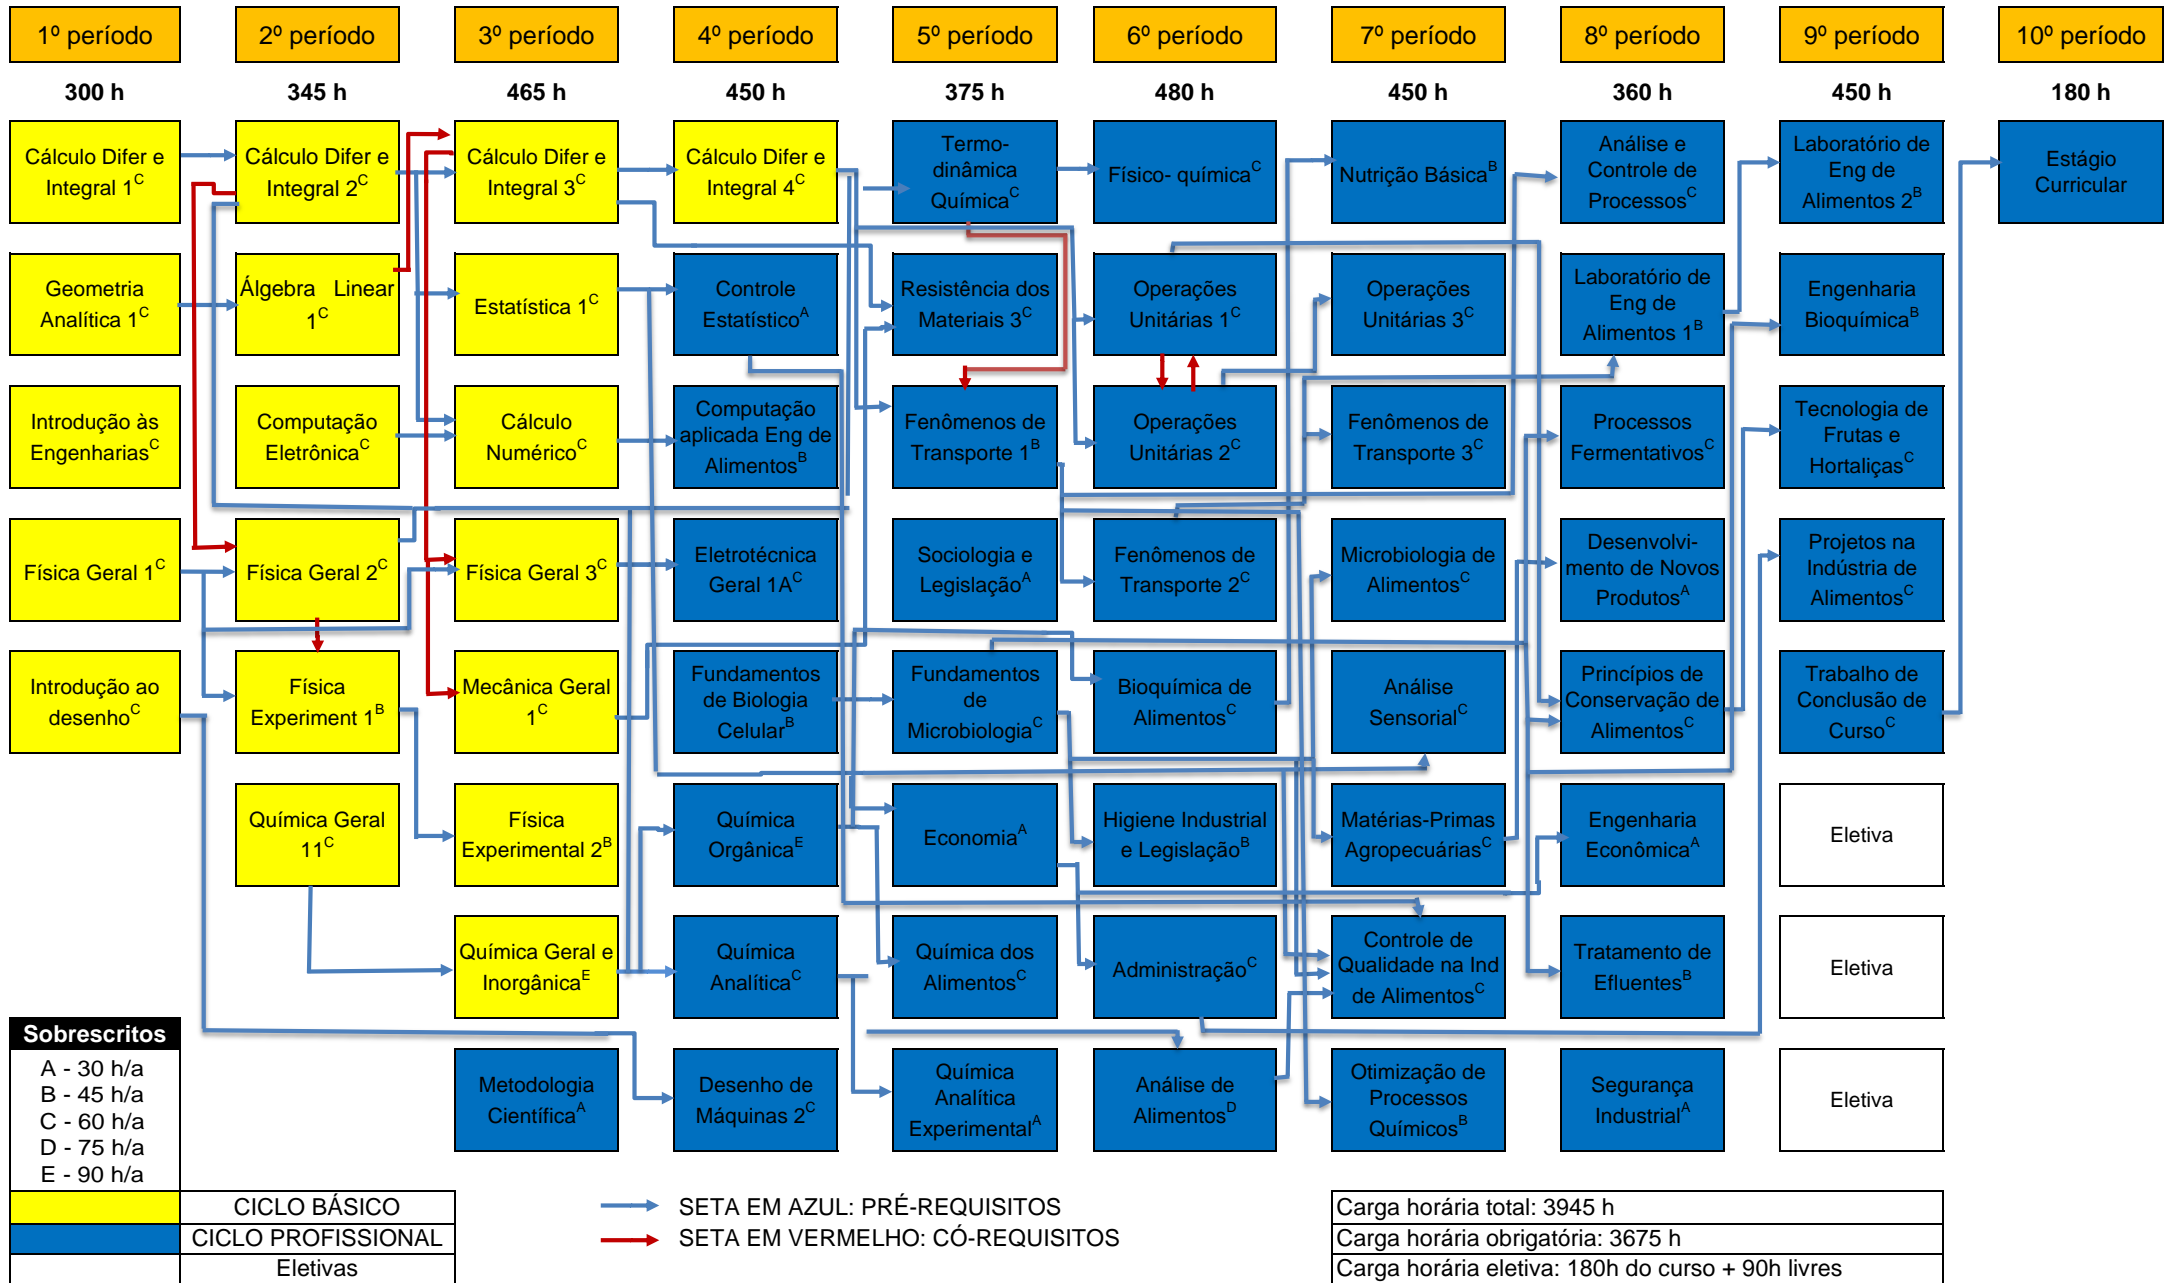 1º período
2º período
3º período
4º período
5º período
6º período
7º período
8º período
9º período
10º período
300 h
345 h
465 h
450 h
375 h
480 h
450 h
360 h
450 h
180 h
Cálculo Difer e
Integral 1C
Cálculo Difer e
Integral 2C
Cálculo Difer e
Integral 3C
Cálculo Difer e
Integral 4C
Termo-
dinâmica
QuímicaC
Físico- químicaC
Nutrição BásicaB
Análise e
Controle de
ProcessosC
Laboratório de
Eng de
Alimentos 2B
Estágio
Curricular
Geometria
Analítica 1C
Álgebra Linear
1C
Estatística 1C
Controle
EstatísticoA
Resistência dos
Materiais 3C
Operações
Unitárias 1C
Operações
Unitárias 3C
Laboratório de
Eng de
Alimentos 1B
Engenharia
BioquímicaB
Introdução às
EngenhariasC
Computação
EletrônicaC
Cálculo
NuméricoC
Computação
aplicada Eng de
AlimentosB
Fenômenos de
Transporte 1B
Operações
Unitárias 2C
Fenômenos de
Transporte 3C
Processos
FermentativosC
Tecnologia de
Frutas e
HortaliçasC
Física Geral 1C
Física Geral 2C
Física Geral 3C
Eletrotécnica
Geral 1AC
Sociologia e
LegislaçãoA
Fenômenos de
Transporte 2C
Microbiologia de
AlimentosC
Desenvolvi-
mento de Novos
ProdutosA
Projetos na
Indústria de
AlimentosC
Introdução ao
desenhoC
Física
Experiment 1B
Mecânica Geral
1C
Fundamentos
de Biologia
CelularB
Fundamentos
de
MicrobiologiaC
Bioquímica de
AlimentosC
Análise
SensorialC
Princípios de
Conservação de
AlimentosC
Trabalho de
Conclusão de
CursoC
Química Geral
11C
Física
Experimental 2B
Química
OrgânicaE
EconomiaA
Higiene Industrial
e LegislaçãoB
Matérias-Primas
AgropecuáriasC
Engenharia
EconômicaA
Eletiva
Química Geral e
InorgânicaE
Química
AnalíticaC
Química dos
AlimentosC
AdministraçãoC
Controle de
Qualidade na Ind
de AlimentosC
Tratamento de
EfluentesB
Eletiva
Metodologia
CientíficaA
Desenho de
Máquinas 2C
Química
Analítica
ExperimentalA
Análise de
AlimentosD
Otimização de
Processos
QuímicosB
Segurança
IndustrialA
Eletiva
Sobrescritos
A - 30 h/a
B - 45 h/a
C - 60 h/a
D - 75 h/a
E - 90 h/a
CICLO BÁSICO
CICLO PROFISSIONAL
Eletivas
SETA EM AZUL: PRÉ-REQUISITOS
SETA EM VERMELHO: CÓ-REQUISITOS
Carga horária total: 3945 h
Carga horária obrigatória: 3675 h
Carga horária eletiva: 180h do curso + 90h livres